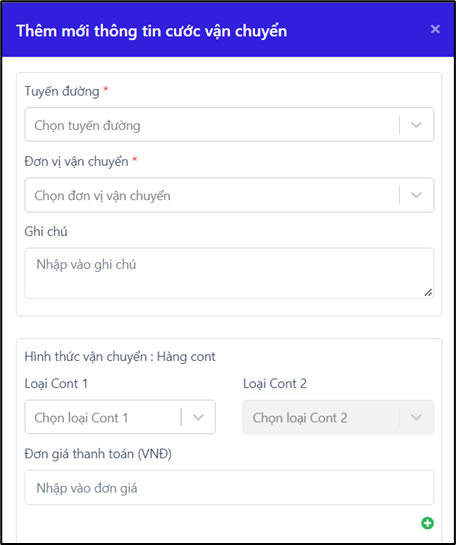 Thêm mới thông tin cước vận chuyển ×
Tuyến đường *
Chọn tuyến đường
Đơn vị vận chuyển *
Chọn đơn vị vận chuyển
Ghi chú
Nhập vào ghi chú
Hình thức vận chuyển : Hàng cont
Loại Cont 1 Loại Cont 2
Chọn loại Cont 1 Chọn loại Cont 2
Đơn giá thanh toán (VNĐ)
Nhập vào đơn giá